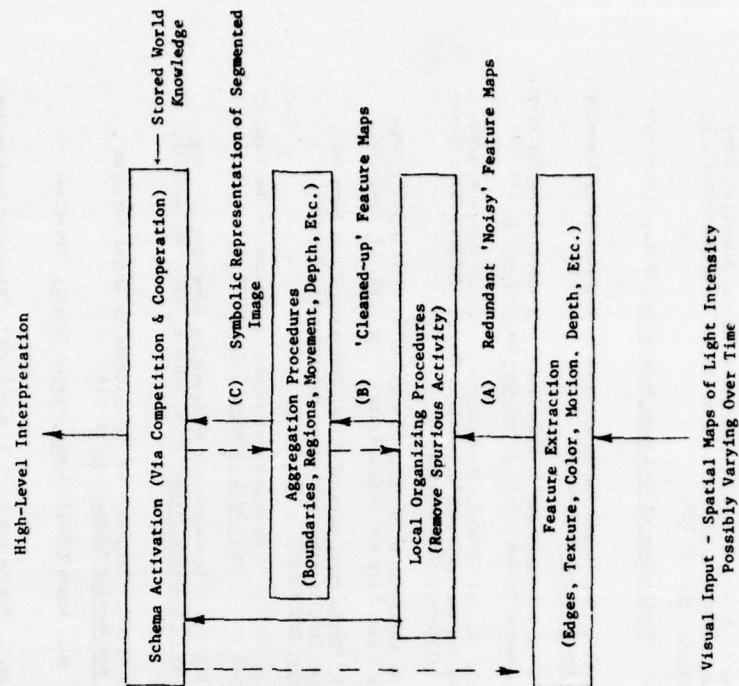 High-Level Interpretation
Schema Activation (Via Competition & Cooperation)
Stored World
Knowledge
(C) Symbolic Representation of Segmented
Image
Aggregation Procedures
(Boundaries, Regions, Movement, Depth, Etc.)
(B) 'Cleaned-up' Feature Maps
Local Organizing Procedures
(Remove Spurious Activity)
(A) Redundant 'Noisy' Feature Maps
Feature Extraction
(Edges, Texture, Color, Motion. Depth, Etc.)
Visual Input - Spatial Maps of Light Intensity
Possibly Varying Over Time